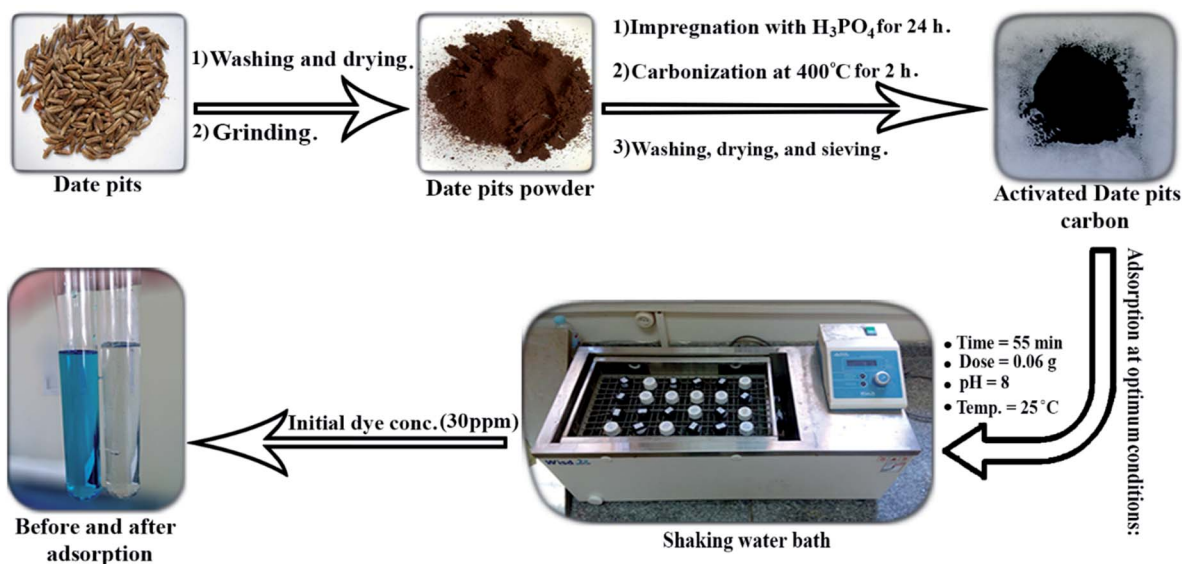 1)Washing and drying.
2) Grinding.
Date pits
1)Impregnation with H₃PO₄ for 24 h.
2) Carbonization at 400°C for 2 h.
3)Washing, drying, and sieving.
Date pits powder
Activated Date pits
carbon
Adsorption at optimum conditions:
• Time = 55 min
• Dose = 0.06 g
• pH = 8
• Temp. = 25°C
Shaking water bath
Initial dye conc.(30ppm)
Before and after
adsorption